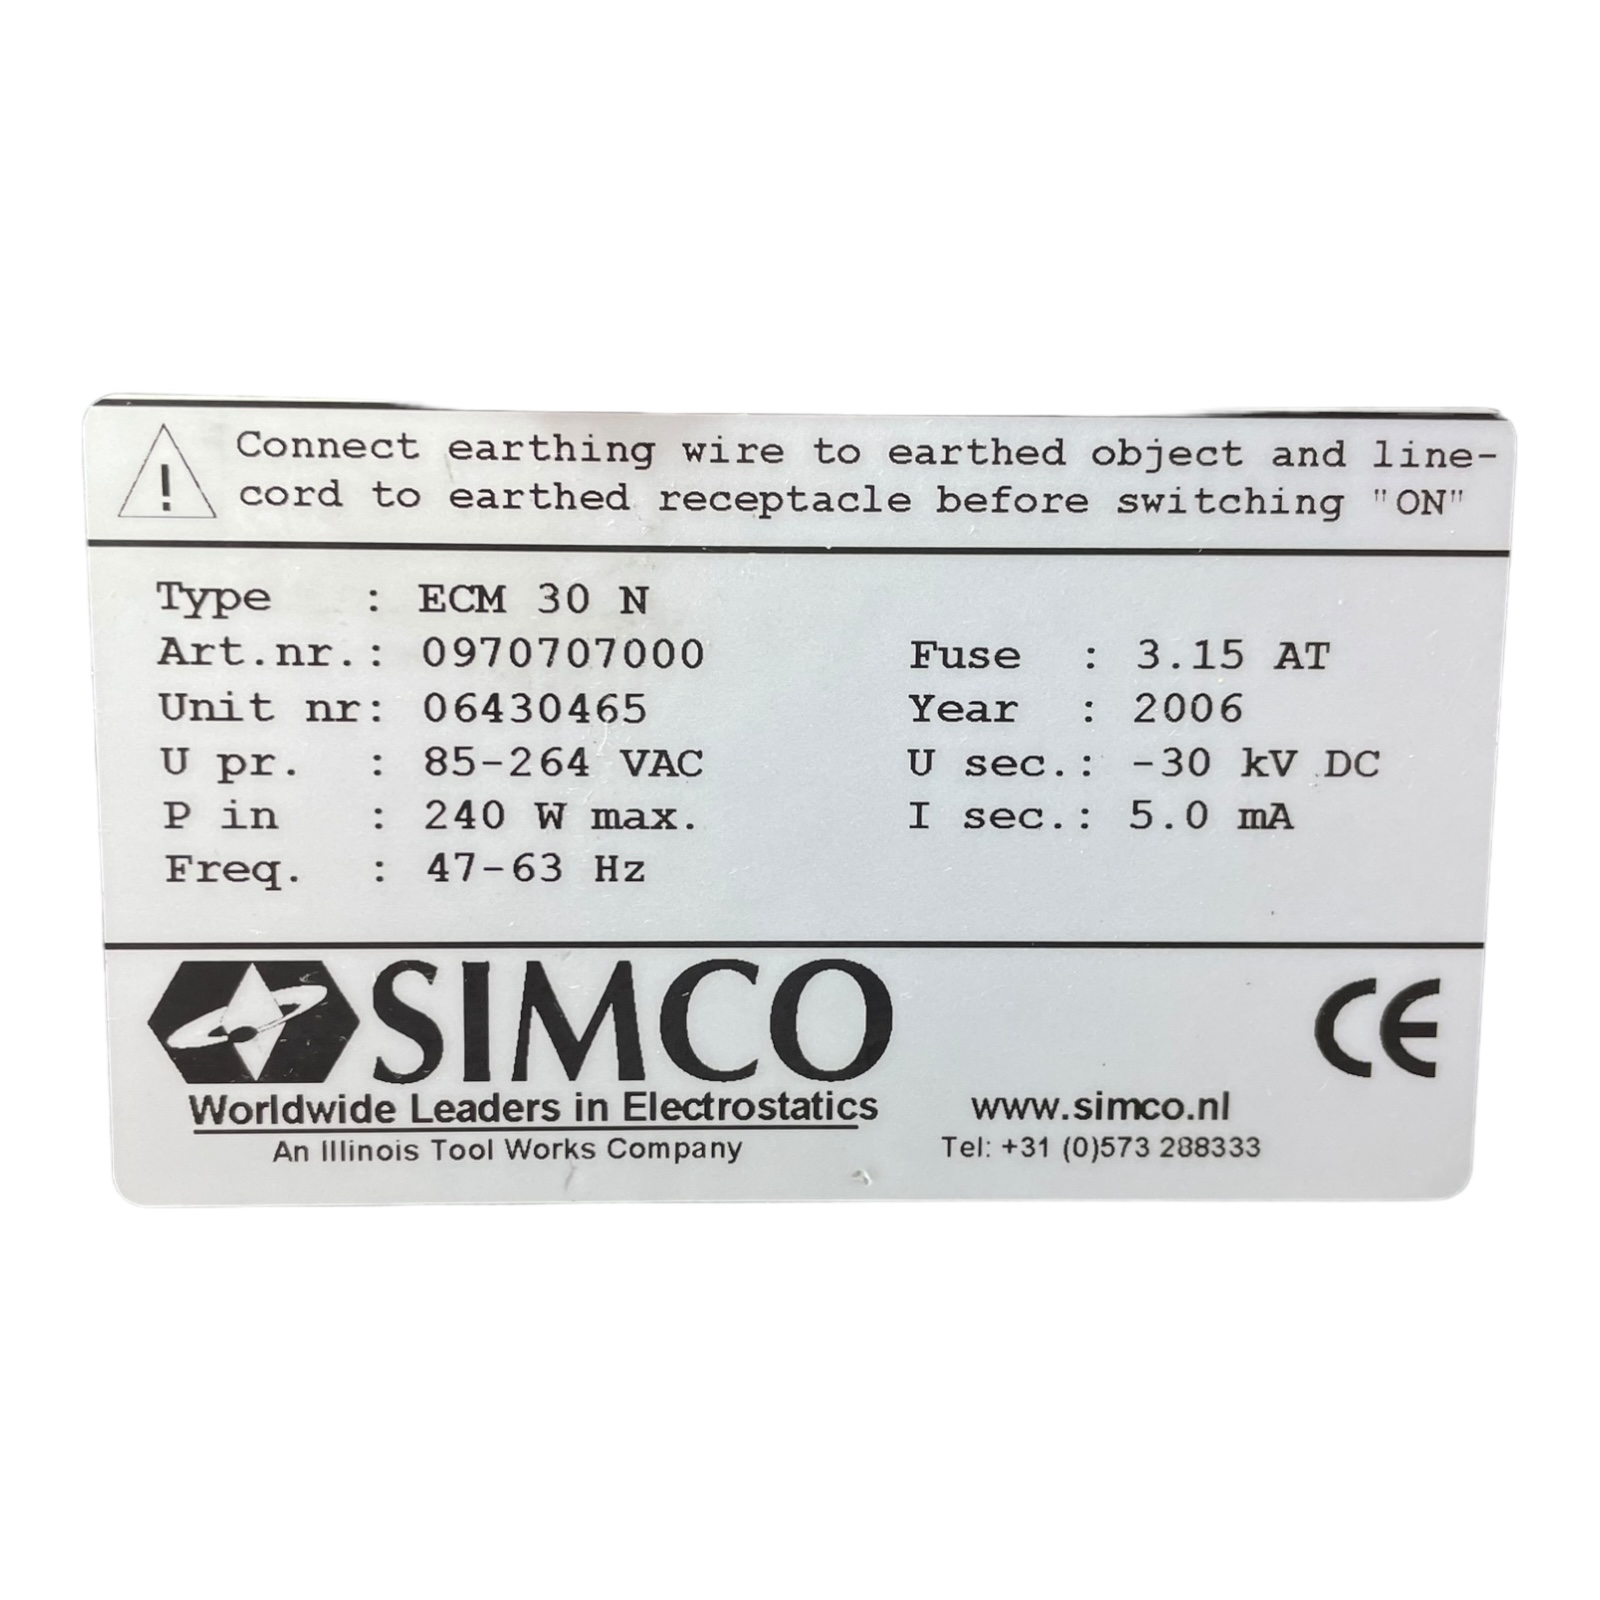 Connect earthing wire to earthed object and line-
cord to earthed receptacle before switching "ON"
Type : ECM 30 N
Art.nr.: 0970707000 Fuse : 3.15 AT
Unit nr: 06430465 Year : 2006
U pr. : 85-264 VAC U sec.: -30 kV DC
P in : 240 W max. I sec.: 5.0 mA
Freq. : 47-63 Hz
SIMCO
CE
Worldwide Leaders in Electrostatics www.simco.nl
An Illinois Tool Works Company Tel: +31 (0)573 288333